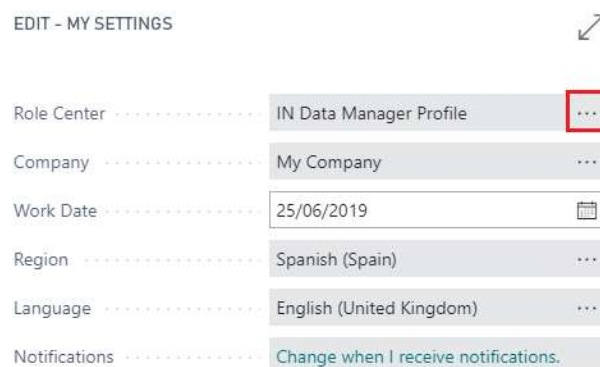 EDIT - MY SETTINGS
Role Center IN Data Manager Profile ...
Company My Company ...
Work Date 25/06/2019
Region Spanish (Spain) ...
Language English (United Kingdom) ...
Notifications Change when I receive notifications.